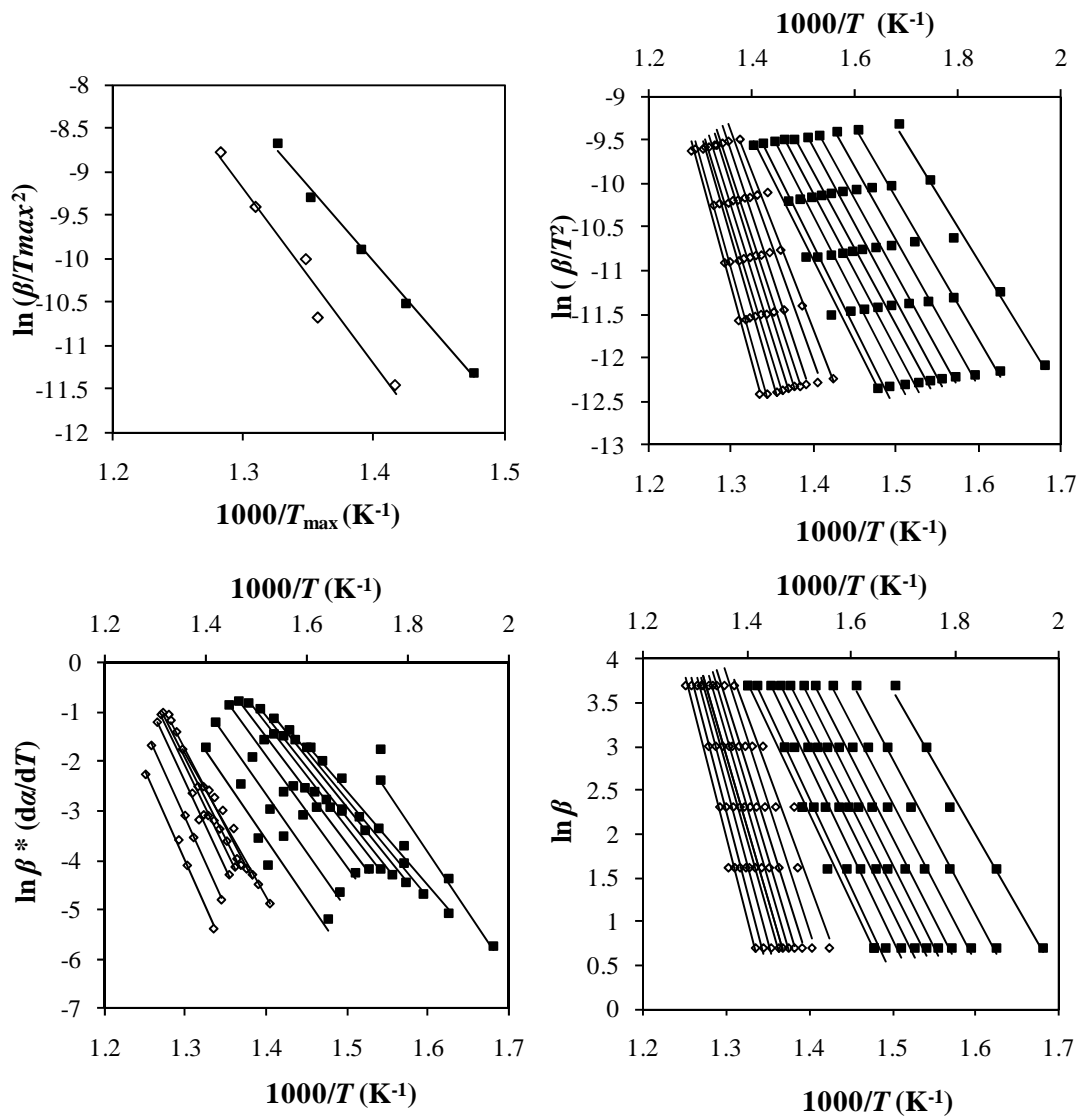 -8
-8.5
-9
-9.5
-10
-10.5
-11
-11.5
-12
1.2 1.3 1.4 1.5
ln (β/Tmax²)
1000/Tmax (K⁻¹)
1000/T (K⁻¹)
1.2 1.4 1.6 1.8 2
-9
-9.5
-10
-10.5
-11
-11.5
-12
-12.5
-13
1.2 1.3 1.4 1.5 1.6 1.7
ln (β/T²)
1000/T (K⁻¹)
1000/T (K⁻¹)
1.2 1.4 1.6 1.8 2
0
-1
-2
-3
-4
-5
-6
-7
1.2 1.3 1.4 1.5 1.6 1.7
ln β * (dα/dT)
1000/T (K⁻¹)
1000/T (K⁻¹)
1.2 1.4 1.6 1.8 2
4
3.5
3
2.5
2
1.5
1
0.5
0
1.2 1.3 1.4 1.5 1.6 1.7
ln β
1000/T (K⁻¹)